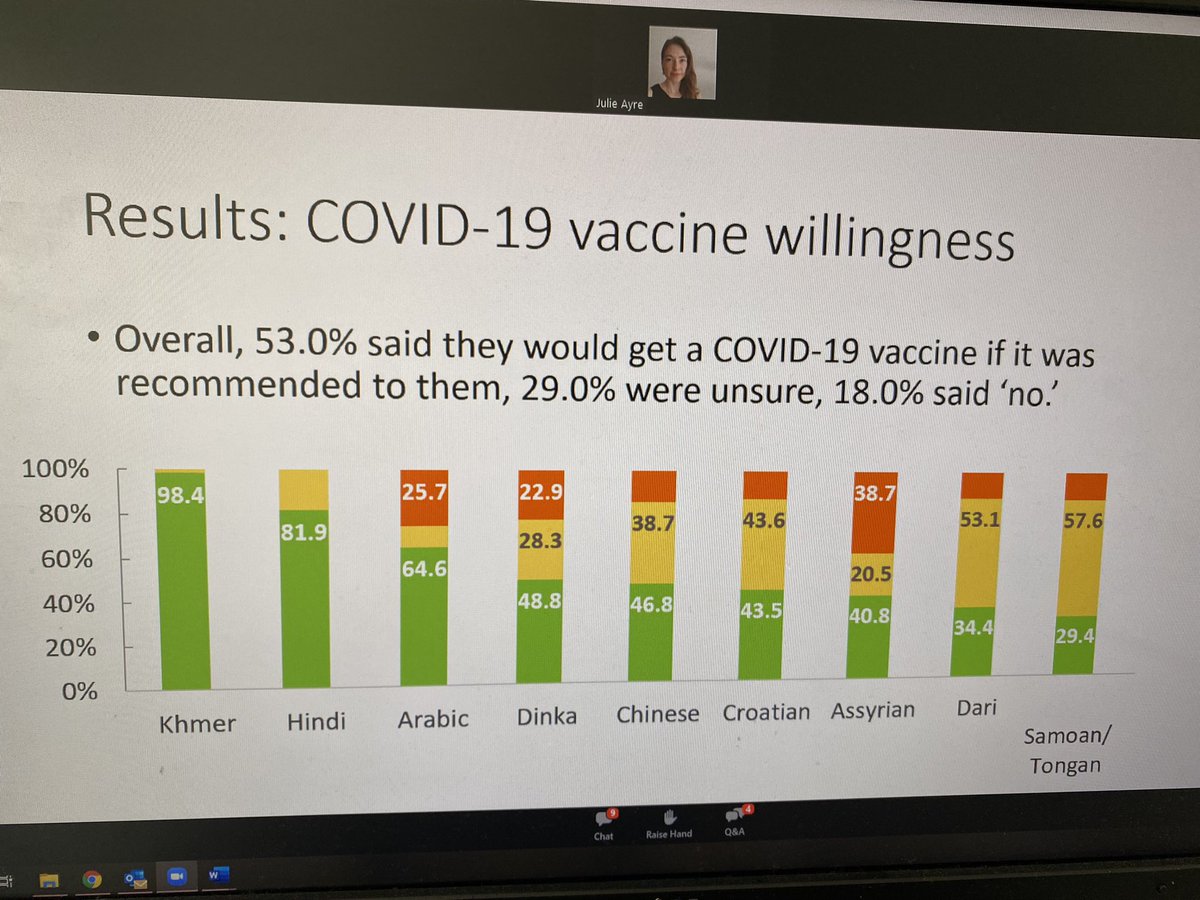 Julie Ayre
Results: COVID-19 vaccine willingness
• Overall, 53.0% said they would get a COVID-19 vaccine if it was
recommended to them, 29.0% were unsure, 18.0% said ‘no.’
100%
80%
60%
40%
20%
0%
98.4
81.9
25.7
64.6
22.9
28.3
48.8
38.7
46.8
43.6
43.5
38.7
20.5
40.8
53.1
34.4
57.6
29.4
Khmer
Hindi
Arabic
Dinka
Chinese
Croatian
Assyrian
Dari
Samoan/
Tongan
9
Chat
Raise Hand
4
Q&A